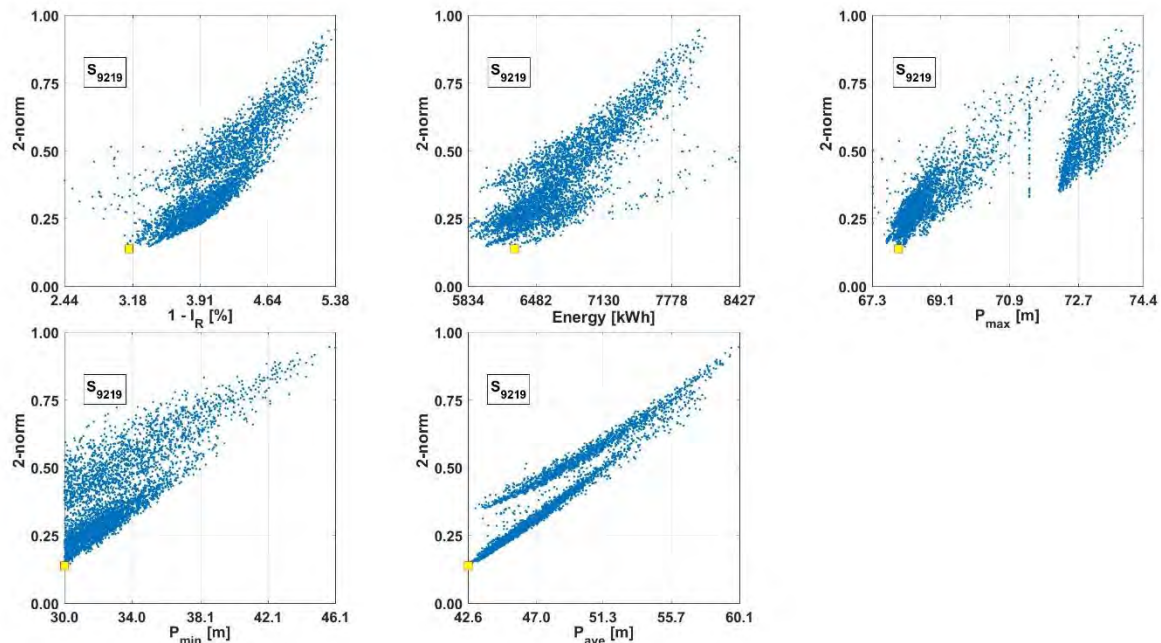 1.00
0.75
0.50
0.25
0.00
2-norm
S9219
2.44 3.18 3.91 4.64 5.38
1 - IR [%]
1.00
0.75
0.50
0.25
0.00
2-norm
S9219
5834 6482 7130 7778 8427
Energy [kWh]
1.00
0.75
0.50
0.25
0.00
2-norm
S9219
67.3 69.1 70.9 72.7 74.4
Pmax [m]
1.00
0.75
0.50
0.25
0.00
2-norm
S9219
30.0 34.0 38.1 42.1 46.1
Pmin [m]
1.00
0.75
0.50
0.25
0.00
2-norm
S9219
42.6 47.0 51.3 55.7 60.1
Pave [m]